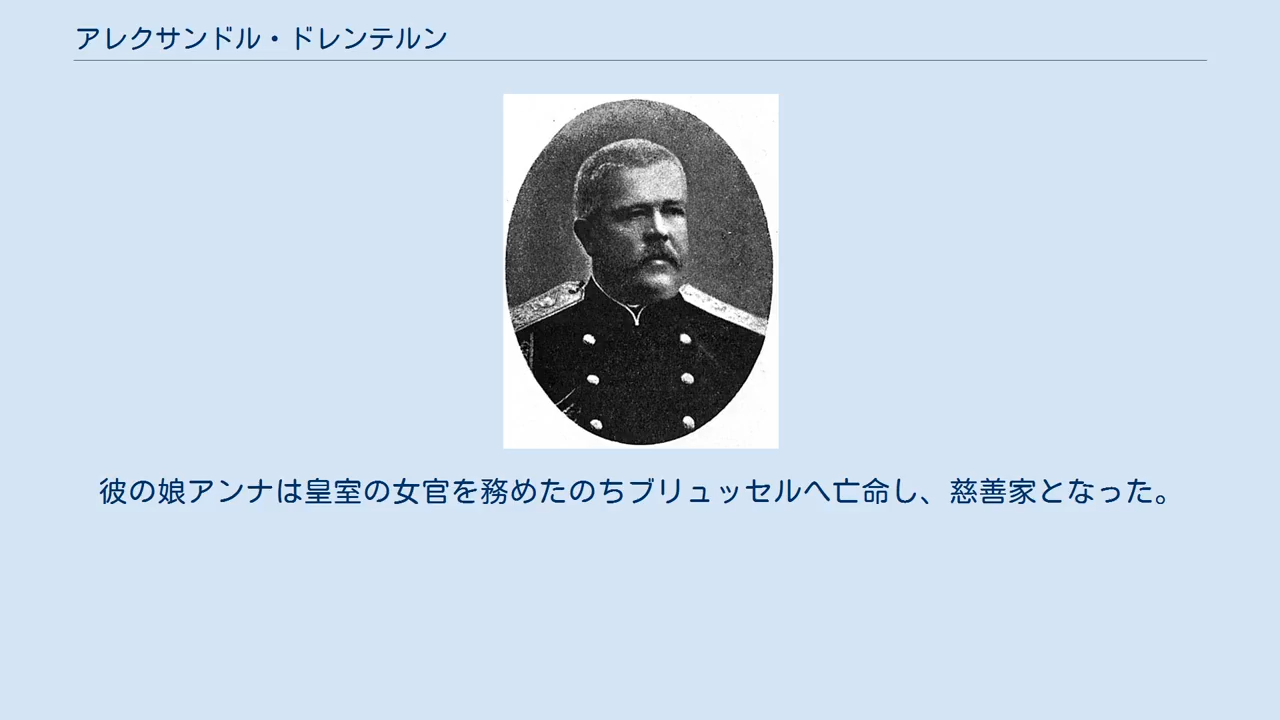 アレクサンドル・ドレンテルン
彼の娘アンナは皇室の女官を務めたのちブリュッセルへ亡命し、慈善家となった。